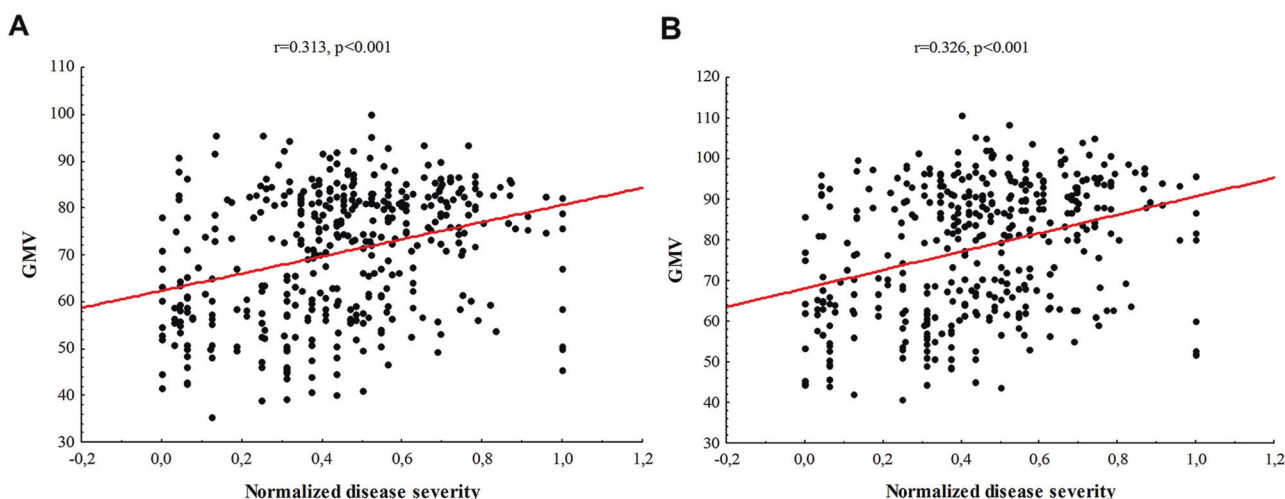 A
r=0.313, p<0.001
GMV
110
100
90
80
70
60
50
40
30
-0,2 0,0 0,2 0,4 0,6 0,8 1,0 1,2
Normalized disease severity
B
r=0.326, p<0.001
GMV
120
110
100
90
80
70
60
50
40
30
-0,2 0,0 0,2 0,4 0,6 0,8 1,0 1,2
Normalized disease severity